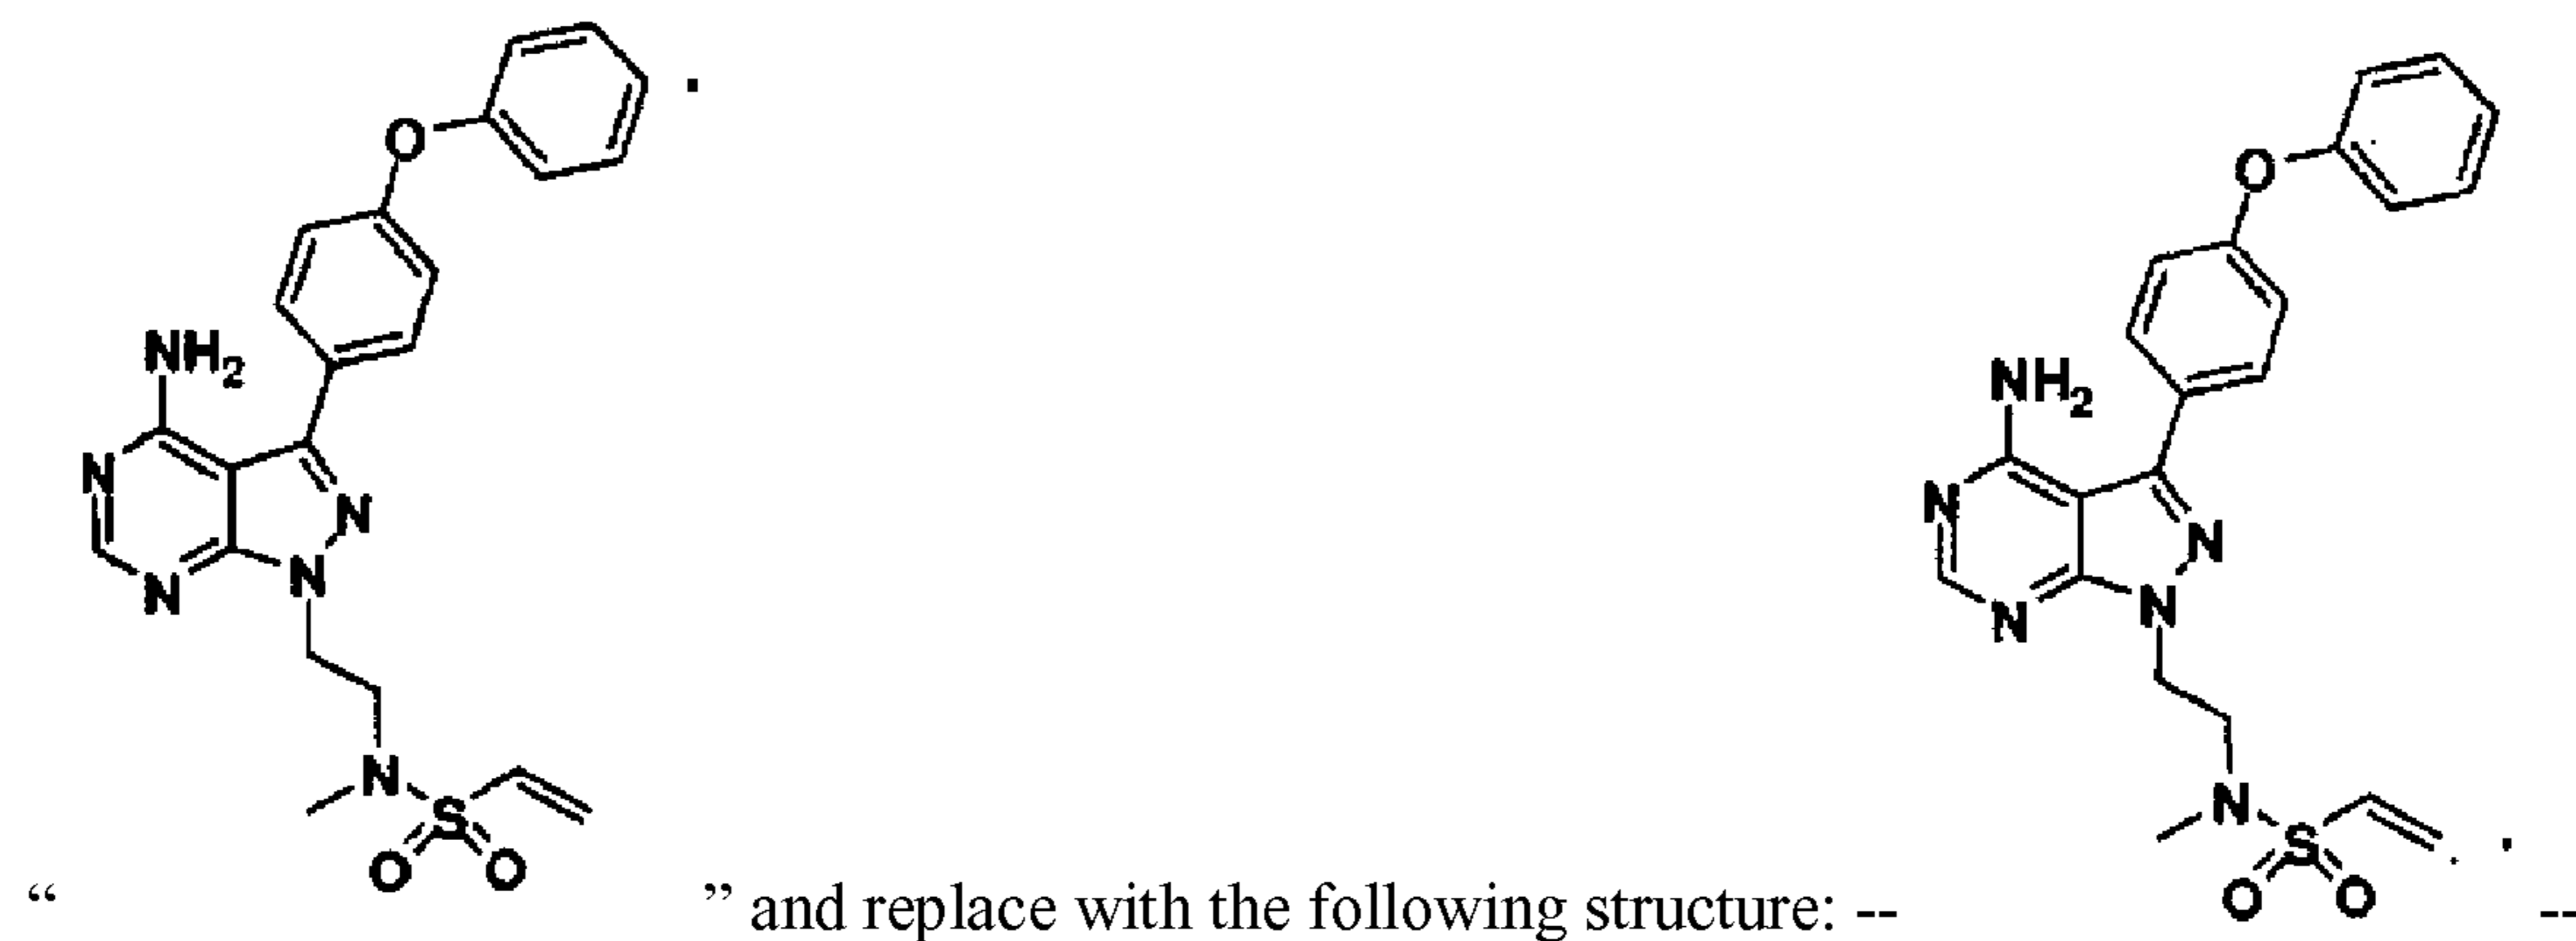 O
NH2
N
N
N
N
N
S
O O
O
NH2
N
N
N
N
N
S
O O
“ ” and replace with the following structure: -- --